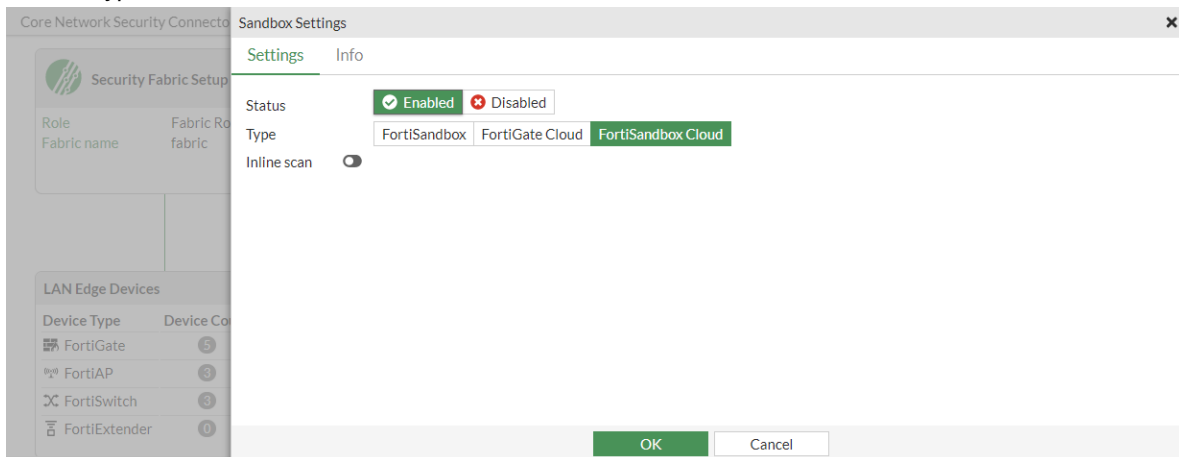 Core Network Security Connecto
Sandbox Settings
Settings Info
Security Fabric Setup
Role Fabric Ro
Fabric name fabric
Status Enabled Disabled
Type FortiSandbox FortiGate Cloud FortiSandbox Cloud
Inline scan
LAN Edge Devices
Device Type Device Co
FortiGate 5
FortiAP 3
FortiSwitch 3
FortiExtender 0
OK Cancel